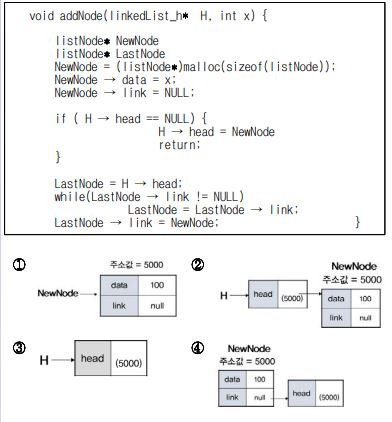 void addNode(linkedList_h* H, int x) {
listNode* NewNode
listNode* LastNode
NewNode = (listNode*)malloc(sizeof(listNode));
NewNode → data = x;
NewNode → link = NULL;
if ( H → head == NULL) {
H → head = NewNode
return;
}
LastNode = H → head;
while(LastNode → link != NULL)
LastNode = LastNode → link;
LastNode → link = NewNode; }
①
주소값 = 5000
NewNode
data 100
link null
②
NewNode
주소값 = 5000
H head (5000)
data 100
link null
③
H head (5000)
④
NewNode
주소값 = 5000
data 100
link null
head (5000)